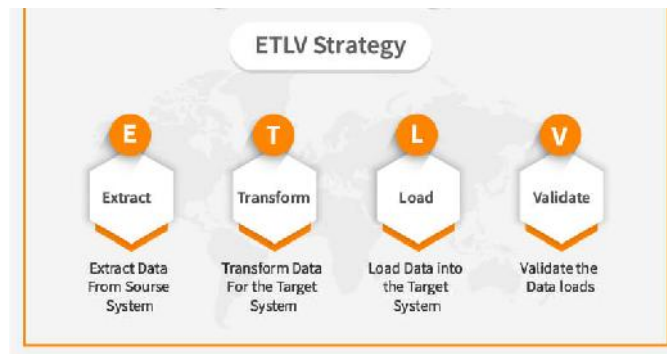 ETLV Strategy
E
T
L
V
Extract
Transform
Load
Validate
Extract Data
From Sourse
System
Transform Data
For the Target
System
Load Data into
the Target
System
Validate the
Data loads